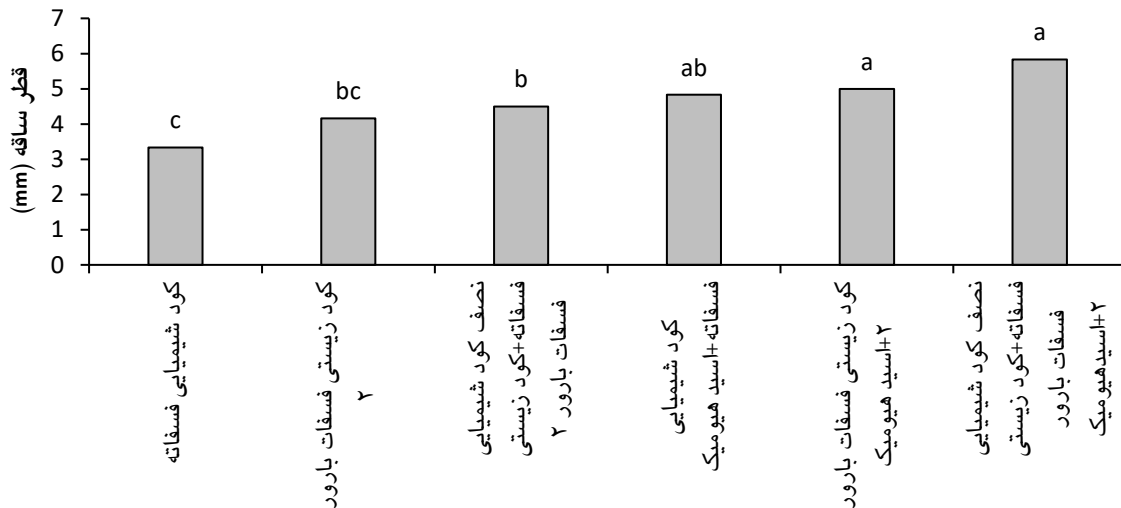 7
6
5
4
3
2
1
0
قطر ساقه (mm)
c
bc
b
ab
a
a
کود شیمیایی فسفاته
کود زیستی فسفات بارور
۲
نصف کود شیمیایی
فسفاته+کود زیستی
فسفات بارور ۲
کود شیمیایی
فسفاته+اسید هیومیک
کود زیستی فسفات بارور
۲+اسید هیومیک
نصف کود شیمیایی
فسفاته+کود زیستی
فسفات بارور
۲+اسیدهیومیک